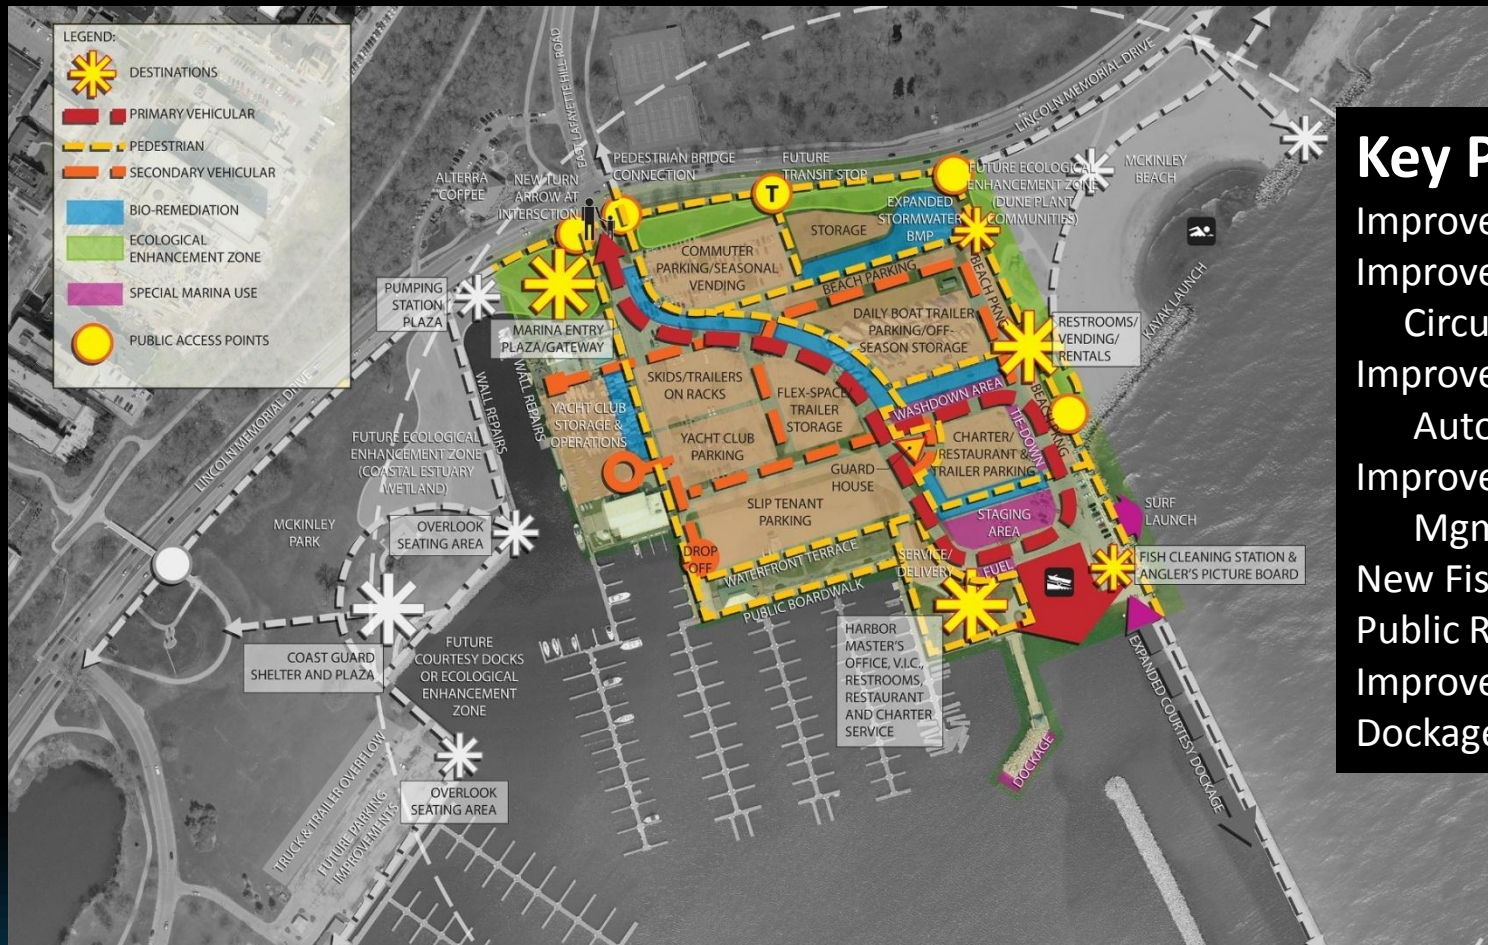 LEGEND:
DESTINATIONS
PRIMARY VEHICULAR
PEDESTRIAN
SECONDARY VEHICULAR
BIO-REMEDIATION
ECOLOGICAL
ENHANCEMENT ZONE
SPECIAL MARINA USE
PUBLIC ACCESS POINTS
EAST LAFAYETTE HILL ROAD
LINCOLN MEMORIAL DRIVE
ALTERRA
COFFEE
NEW TURN
ARROW AT
INTERSCTION
PEDESTRIAN BRIDGE
CONNECTION
FUTURE
TRANSIT STOP
T
FUTURE ECOLOGICAL
ENHANCEMENT ZONE
(DUNE PLANT
COMMUNITIES)
MCKINLEY
BEACH
EXPANDED
STORMWATER
BMP
STORAGE
COMMUTER
PARKING/SEASONAL
VENDING
BEACH PARKING
BEACH PKNG
KAYAK LAUNCH
PUMPING
STATION
PLAZA
MARINA ENTRY
PLAZA/GATEWAY
DAILY BOAT TRAILER
PARKING/OFF-
SEASON STORAGE
RESTROOMS/
VENDING/
RENTALS
WALL REPAIRS
WALL REPAIRS
SKIDS/TRAILERS
ON RACKS
FLEX-SPACE/
TRAILER
STORAGE
WASHDOWN AREA
TIE-DOWN
BEACH PKNG
YACHT CLUB
STORAGE &
OPERATIONS
YACHT CLUB
PARKING
CHARTER/
RESTAURANT &
TRAILER PARKING
GUARD
HOUSE
LINCOLN MEMORIAL DRIVE
FUTURE ECOLOGICAL
ENHANCEMENT ZONE
(COASTAL ESTUARY
WETLAND)
SLIP TENANT
PARKING
STAGING
AREA
SURF
LAUNCH
MCKINLEY
PARK
OVERLOOK
SEATING AREA
DROP
OFF
WATERFRONT TERRACE
SERVICE/
DELIVERY
FUEL
FISH CLEANING STATION &
ANGLER'S PICTURE BOARD
PUBLIC BOARDWALK
COAST GUARD
SHELTER AND PLAZA
FUTURE
COURTESY DOCKS
OR ECOLOGICAL
ENHANCEMENT
ZONE
HARBOR
MASTER'S
OFFICE, V.I.C.,
RESTROOMS,
RESTAURANT
AND CHARTER
SERVICE
EXPANDED COURTESY DOCKAGE
DOCKAGE
TRUCK & TRAILER OVERFLOW
FUTURE PARKING
IMPROVEMENTS
OVERLOOK
SEATING AREA
Key P
Improve
Improve
Circu
Improve
Auto
Improve
Mgm
New Fis
Public R
Improve
Dockage